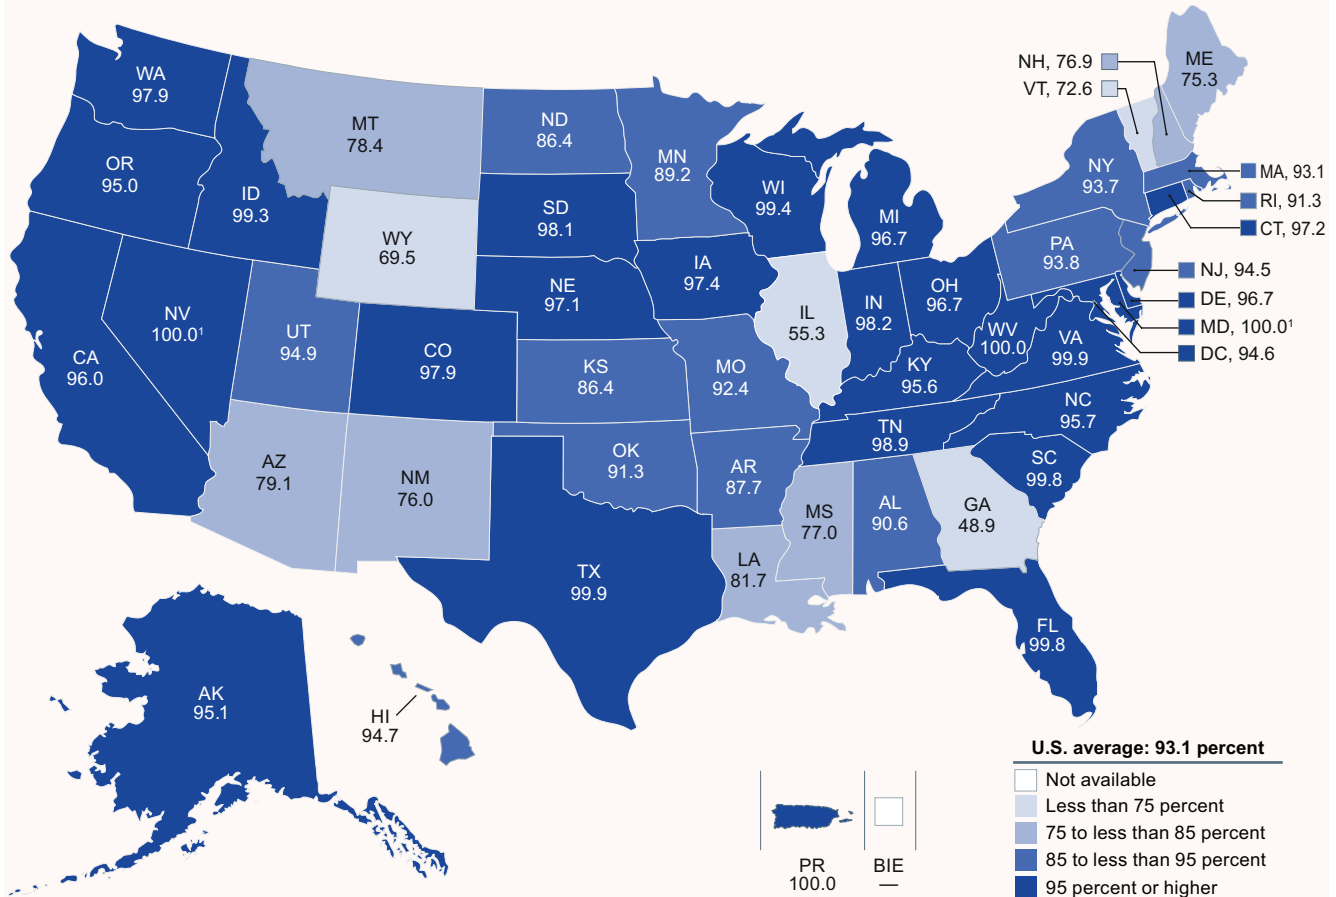 NH, 76.9
VT, 72.6
ME
75.3
WA
97.9
MT
78.4
ND
86.4
MN
89.2
OR
95.0
ID
99.3
WI
99.4
MI
96.7
NY
93.7
MA, 93.1
RI, 91.3
CT, 97.2
SD
98.1
WY
69.5
IA
97.4
PA
93.8
NJ, 94.5
DE, 96.7
MD, 100.0¹
DC, 94.6
NE
97.1
NV
100.0¹
UT
94.9
CA
96.0
CO
97.9
KS
86.4
MO
92.4
IL
55.3
IN
98.2
OH
96.7
WV
100.0
VA
99.9
KY
95.6
NC
95.7
TN
98.9
SC
99.8
AZ
79.1
NM
76.0
OK
91.3
AR
87.7
MS
77.0
AL
90.6
GA
48.9
LA
81.7
TX
99.9
FL
99.8
AK
95.1
HI
94.7
PR
100.0
BIE
—
U.S. average: 93.1 percent
Not available
Less than 75 percent
75 to less than 85 percent
85 to less than 95 percent
95 percent or higher